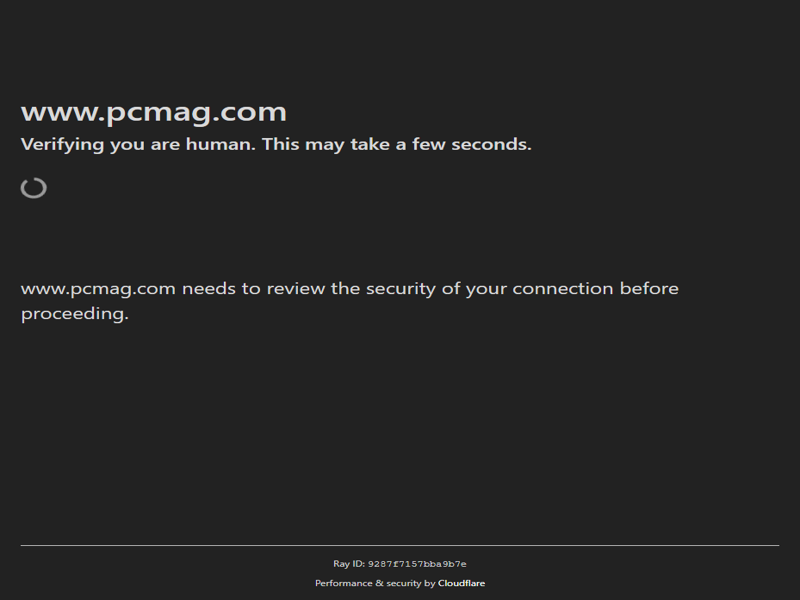 www.pcmag.com
Verifying you are human. This may take a few seconds.
www.pcmag.com needs to review the security of your connection before
proceeding.
Ray ID: 9287f7157bba9b7e
Performance & security by Cloudflare